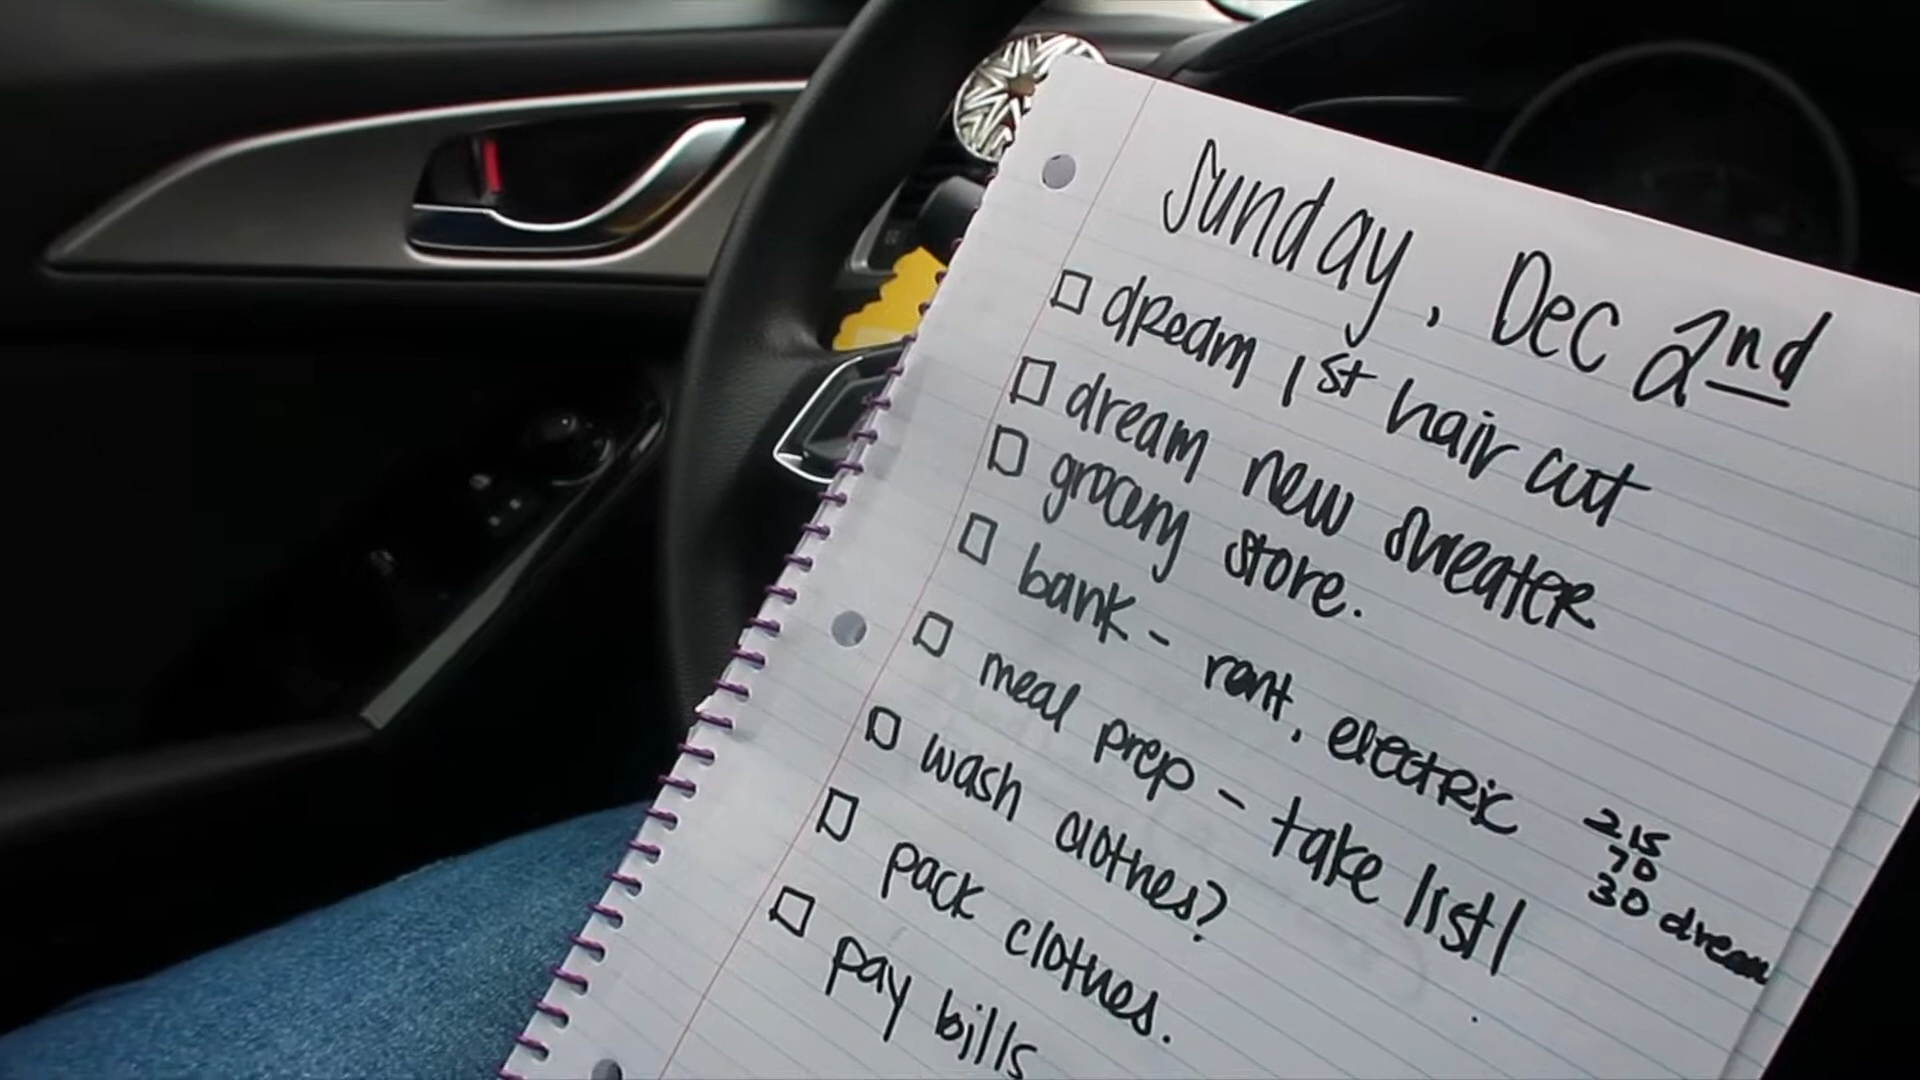 Sunday, Dec 2nd
dream 1st hair cut
dream new sweater
grocery store.
bank - rent, electric
215
70
30 dream
meal prep - take list!
wash clothes?
pack clothes.
pay bills